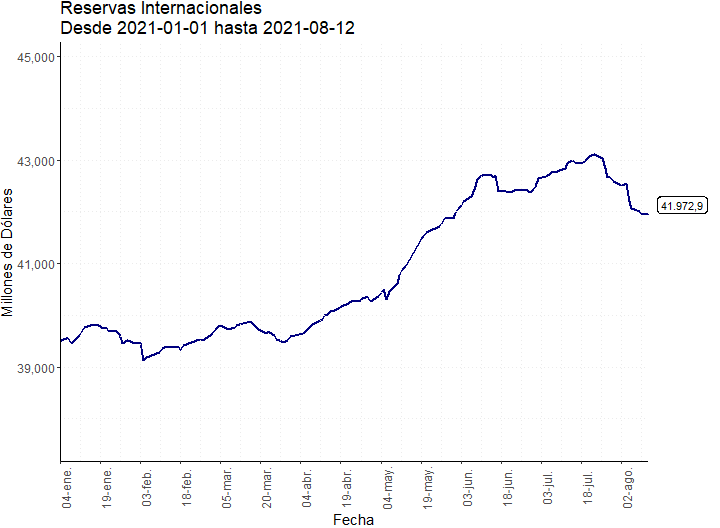 Reservas Internacionales
Desde 2021-01-01 hasta 2021-08-12
Millones de Dólares
45,000
43,000
41,000
39,000
41.972,9
04-ene.
19-ene.
03-feb.
18-feb.
05-mar.
20-mar.
04-abr.
19-abr.
04-may.
19-may.
03-jun.
18-jun.
03-jul.
18-jul.
02-ago.
Fecha